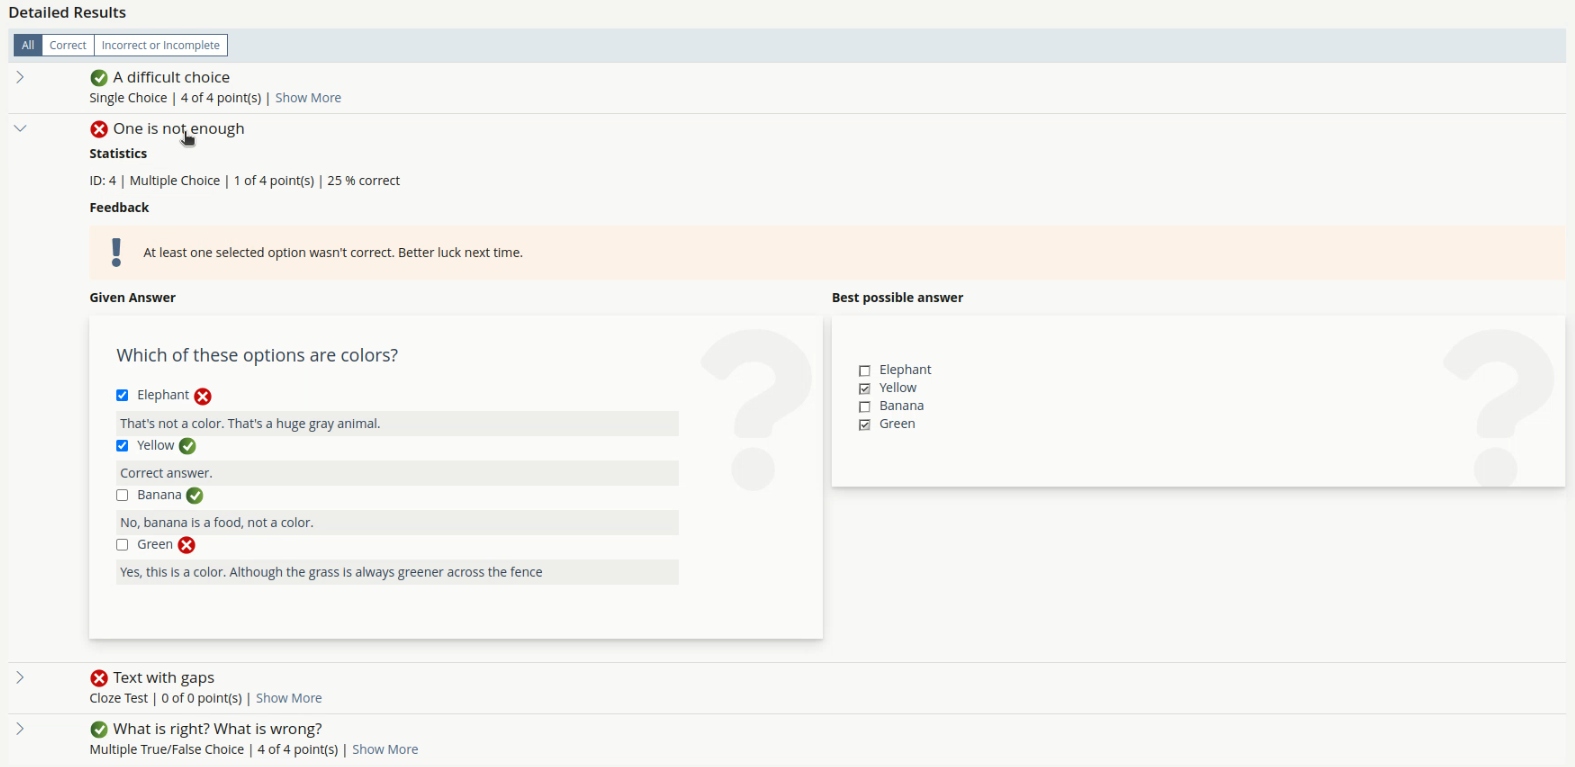 Detailed Results
All Correct Incorrect or Incomplete
A difficult choice
Single Choice | 4 of 4 point(s) | Show More
One is not enough
Statistics
ID: 4 | Multiple Choice | 1 of 4 point(s) | 25 % correct
Feedback
At least one selected option wasn't correct. Better luck next time.
Given Answer
Which of these options are colors?
Elephant
That's not a color. That's a huge gray animal.
Yellow
Correct answer.
Banana
No, banana is a food, not a color.
Green
Yes, this is a color. Although the grass is always greener across the fence
Best possible answer
Elephant
Yellow
Banana
Green
Text with gaps
Cloze Test | 0 of 0 point(s) | Show More
What is right? What is wrong?
Multiple True/False Choice | 4 of 4 point(s) | Show More